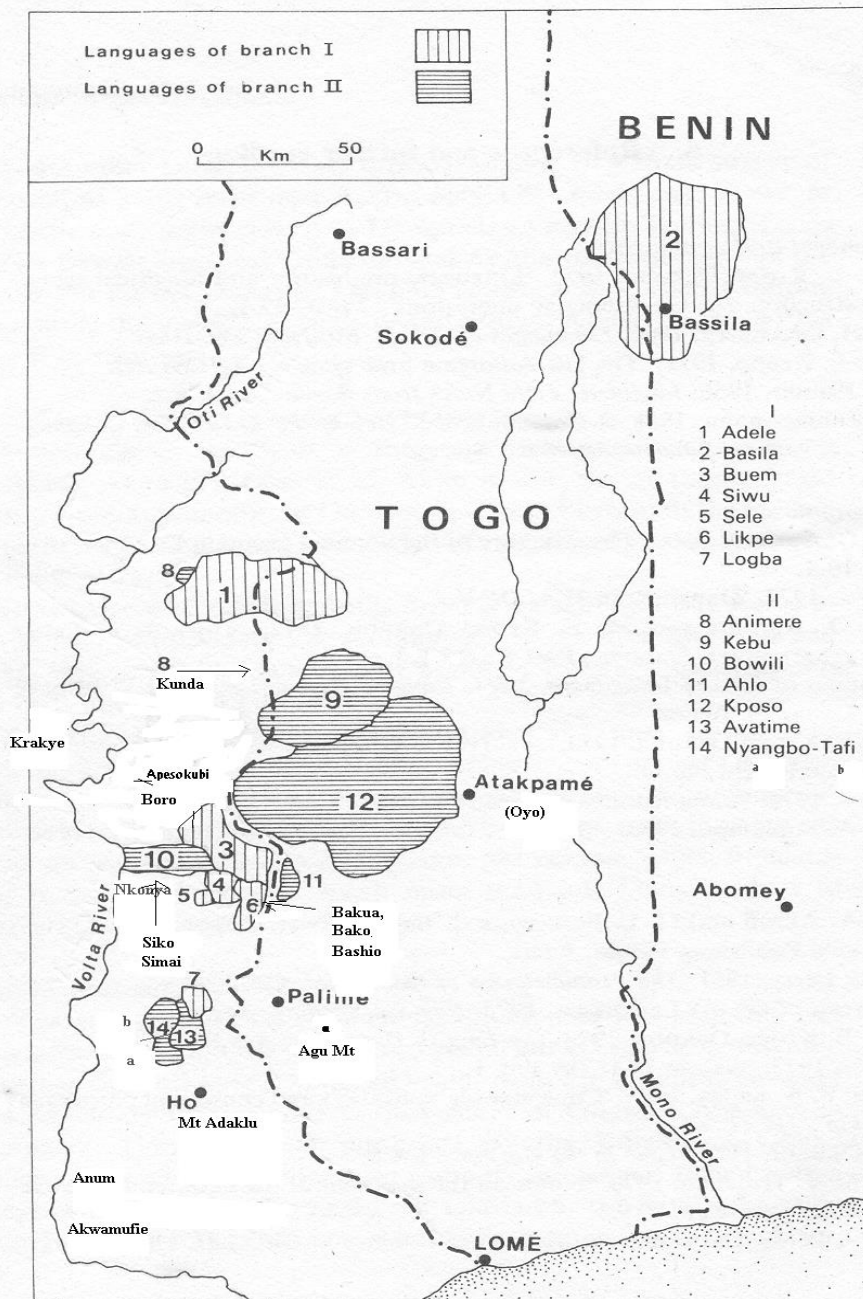 Languages of branch I
Languages of branch II
0 50
Km
BENIN
2
Bassari
Bassila
Sokodé
Oti River
I
1 Adele
2 Basila
3 Buem
4 Siwu
5 Sele
6 Likpe
7 Logba
TOGO
8
1
II
8 Animere
9 Kebu
10 Bowili
11 Ahlo
12 Kposo
13 Avatime
14 Nyangbo-Tafi
a b
8
Kunda
9
Krakye
Apesokubi
Boro
12
Atakpamé
(Oyo)
10
3
11
Nkonya
4
5
6
Abomey
Bakua,
Bako
Bashio
Siko
Simai
Volta River
7
Palime
b
14
13
a
Agu Mt
Ho
Mt Adaklu
Mono River
Anum
Akwamufie
LOMÉ